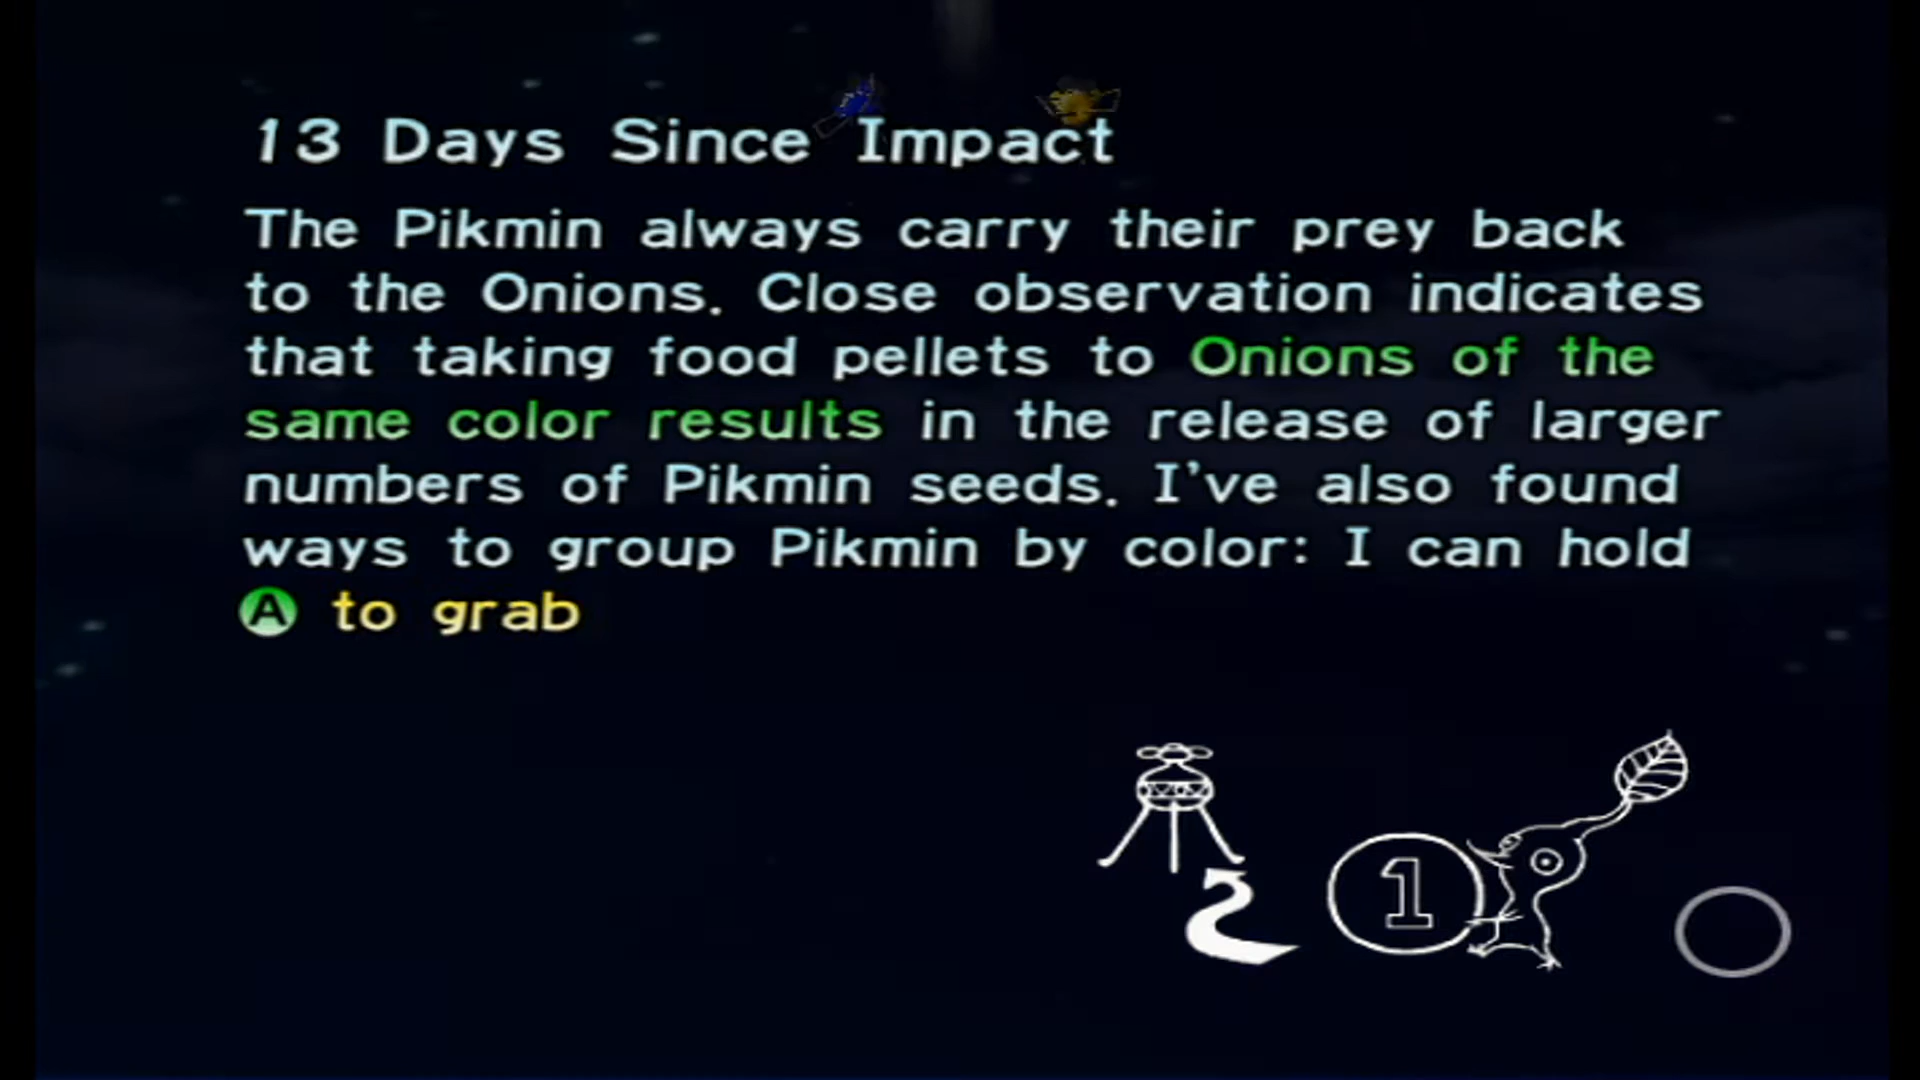 13 Days Since Impact
The Pikmin always carry their prey back
to the Onions. Close observation indicates
that taking food pellets to Onions of the
same color results in the release of larger
numbers of Pikmin seeds. I've also found
ways to group Pikmin by color: I can hold
A to grab
1